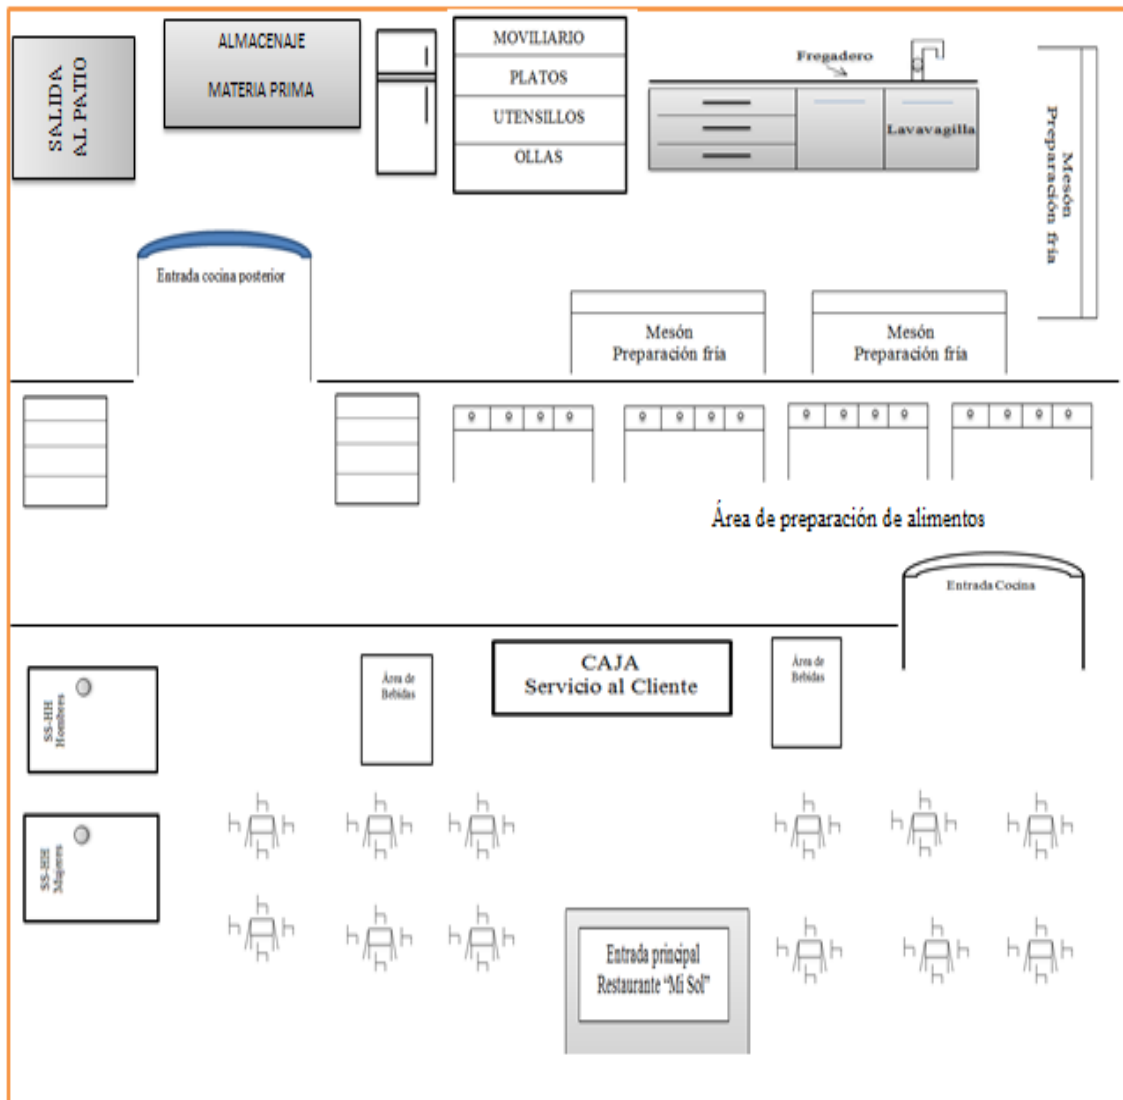 SALIDA
AL PATIO
ALMACENAJE
MATERIA PRIMA
MOVILIARIO
PLATOS
UTENSILLOS
OLLAS
Fregadero
Lavavagilla
Mesón
Preparación fría
Entrada cocina posterior
Mesón
Preparación fría
Mesón
Preparación fría
Área de preparación de alimentos
Entrada Cocina
SS-HH
Hombres
Área de
Bebidas
CAJA
Servicio al Cliente
Área de
Bebidas
SS-HH
Mujeres
Entrada principal
Restaurante “Mi Sol”